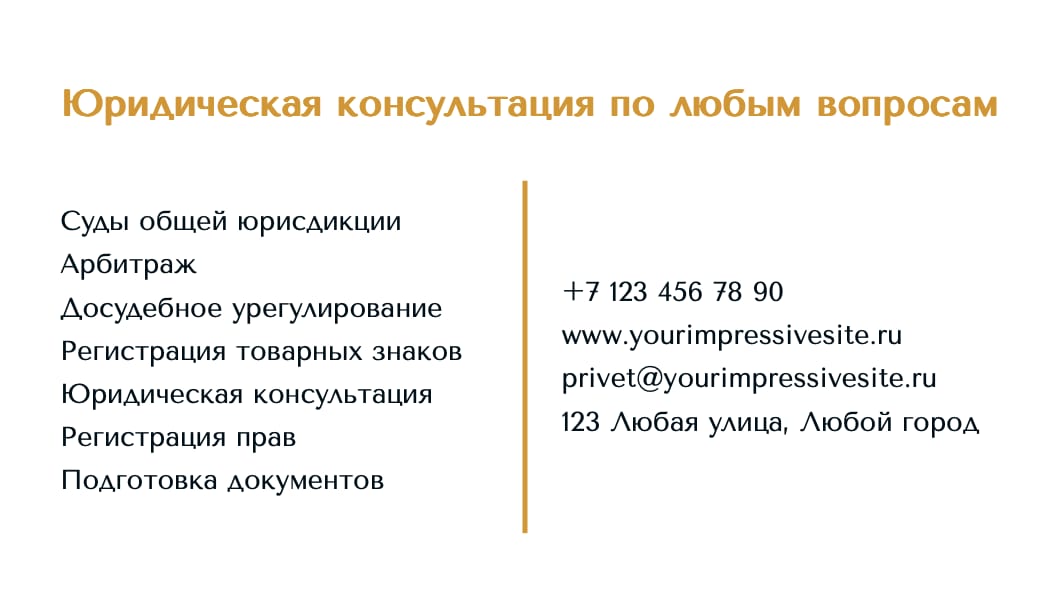 Юридическая консультация по любым вопросам
Суды общей юрисдикции
Арбитраж
Досудебное урегулирование
Регистрация товарных знаков
Юридическая консультация
Регистрация прав
Подготовка документов
+7 123 456 78 90
www.yourimpressivesite.ru
privet@yourimpressivesite.ru
123 Любая улица, Любой город